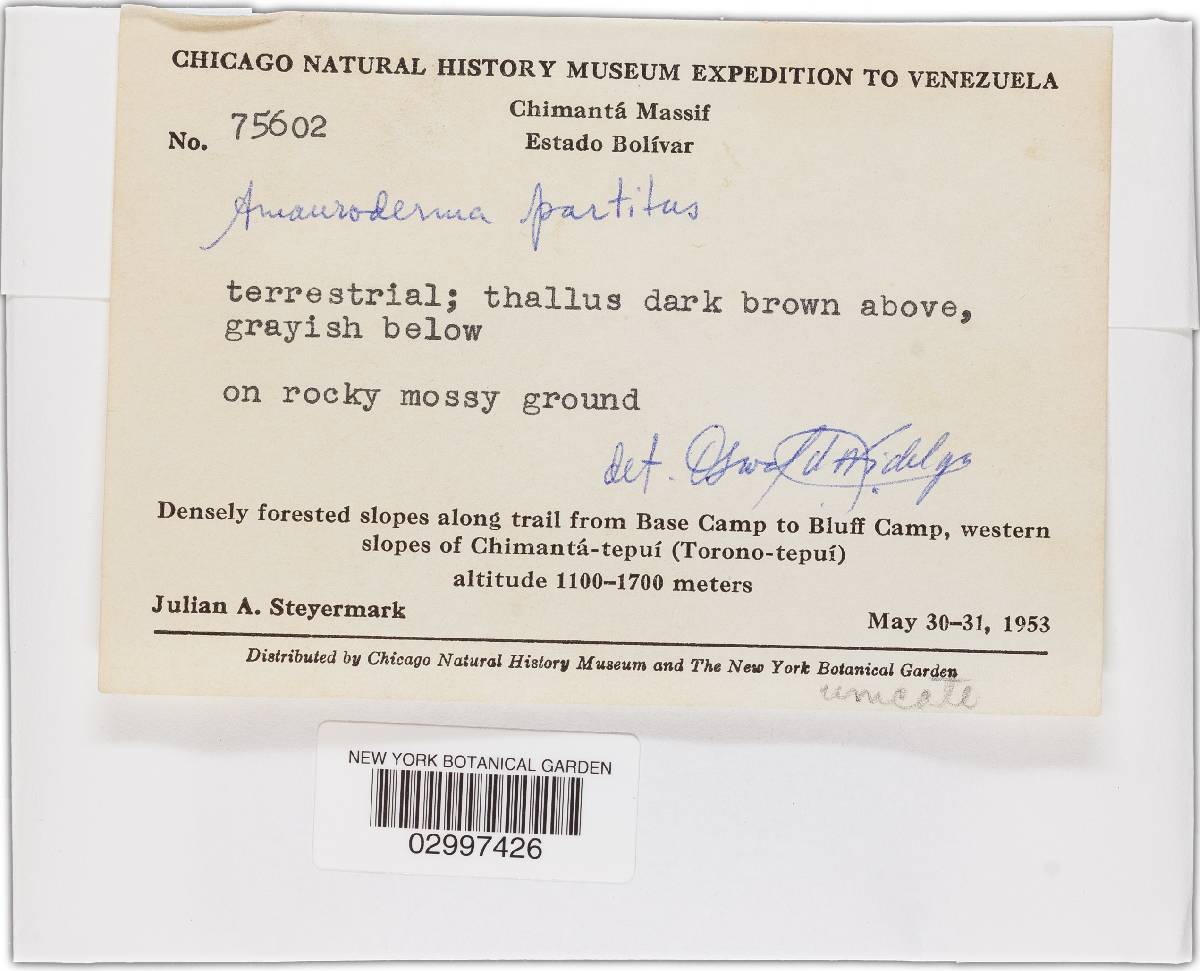 CHICAGO NATURAL HISTORY MUSEUM EXPEDITION TO VENEZUELA
Chimantá Massif
No. 75602
Estado Bolívar
Amauroderma partitus
terrestrial; thallus dark brown above,
grayish below
on rocky mossy ground
det. Oswaldo Hidalgo
Densely forested slopes along trail from Base Camp to Bluff Camp, western
slopes of Chimantá-tepuí (Torono-tepuí)
altitude 1100–1700 meters
Julian A. Steyermark
May 30–31, 1953
Distributed by Chicago Natural History Museum and The New York Botanical Garden
unicate
NEW YORK BOTANICAL GARDEN
02997426